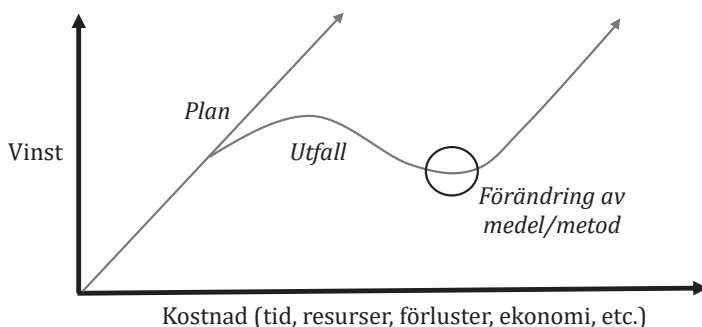 Plan
Vinst
Utfall
Förändring av
medel/metod
Kostnad (tid, resurser, förluster, ekonomi, etc.)